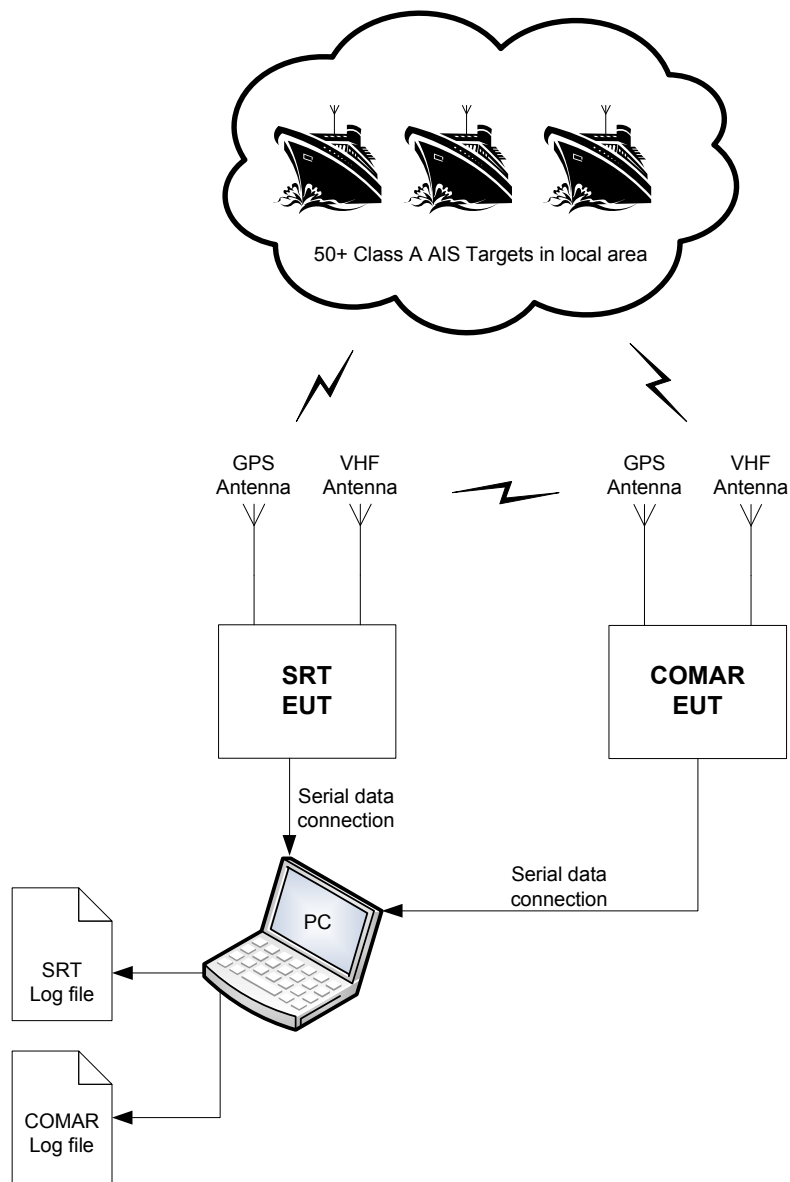 50+ Class A AIS Targets in local area
GPS
Antenna
VHF
Antenna
GPS
Antenna
VHF
Antenna
SRT
EUT
COMAR
EUT
Serial data
connection
Serial data
connection
PC
SRT
Log file
COMAR
Log file